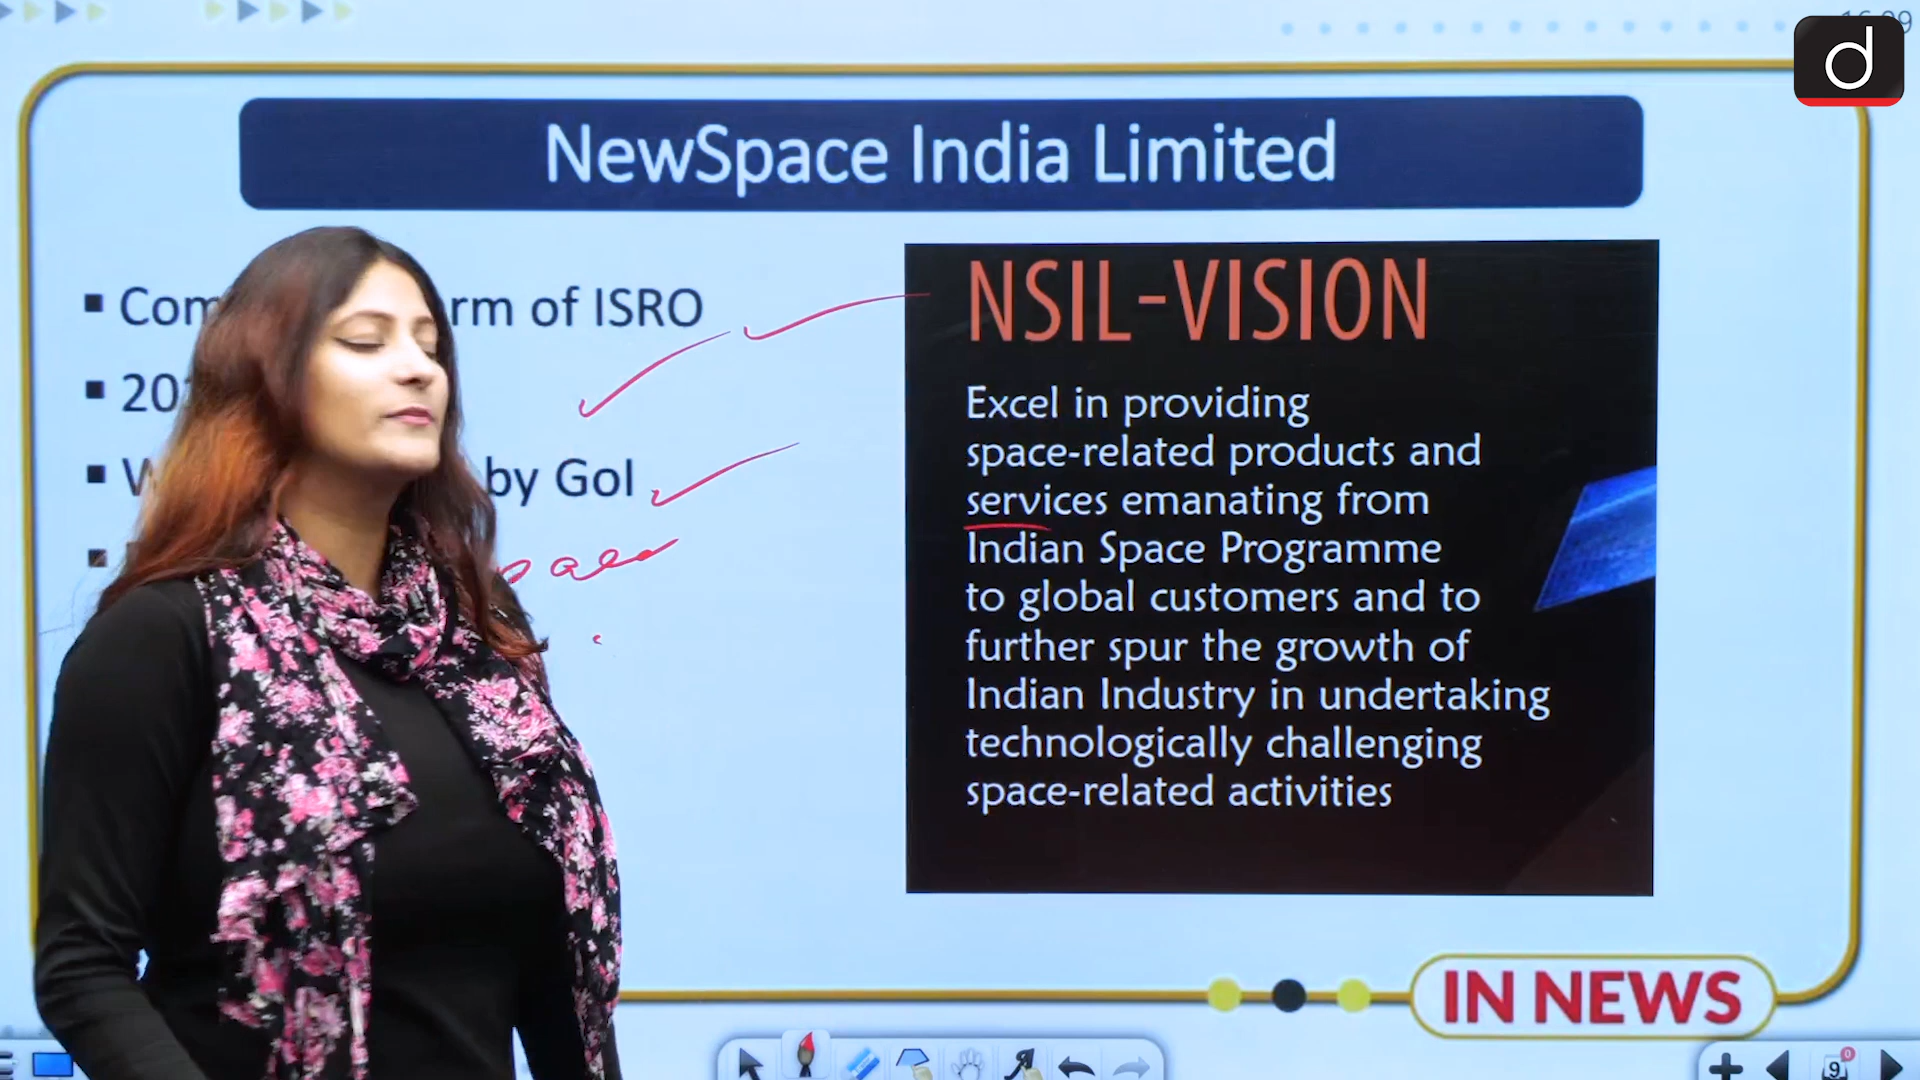 NewSpace India Limited
Com rm of ISRO
20
by GoI
NSIL-VISION
Excel in providing
space-related products and
services emanating from
Indian Space Programme
to global customers and to
further spur the growth of
Indian Industry in undertaking
technologically challenging
space-related activities
IN NEWS
d
9
0